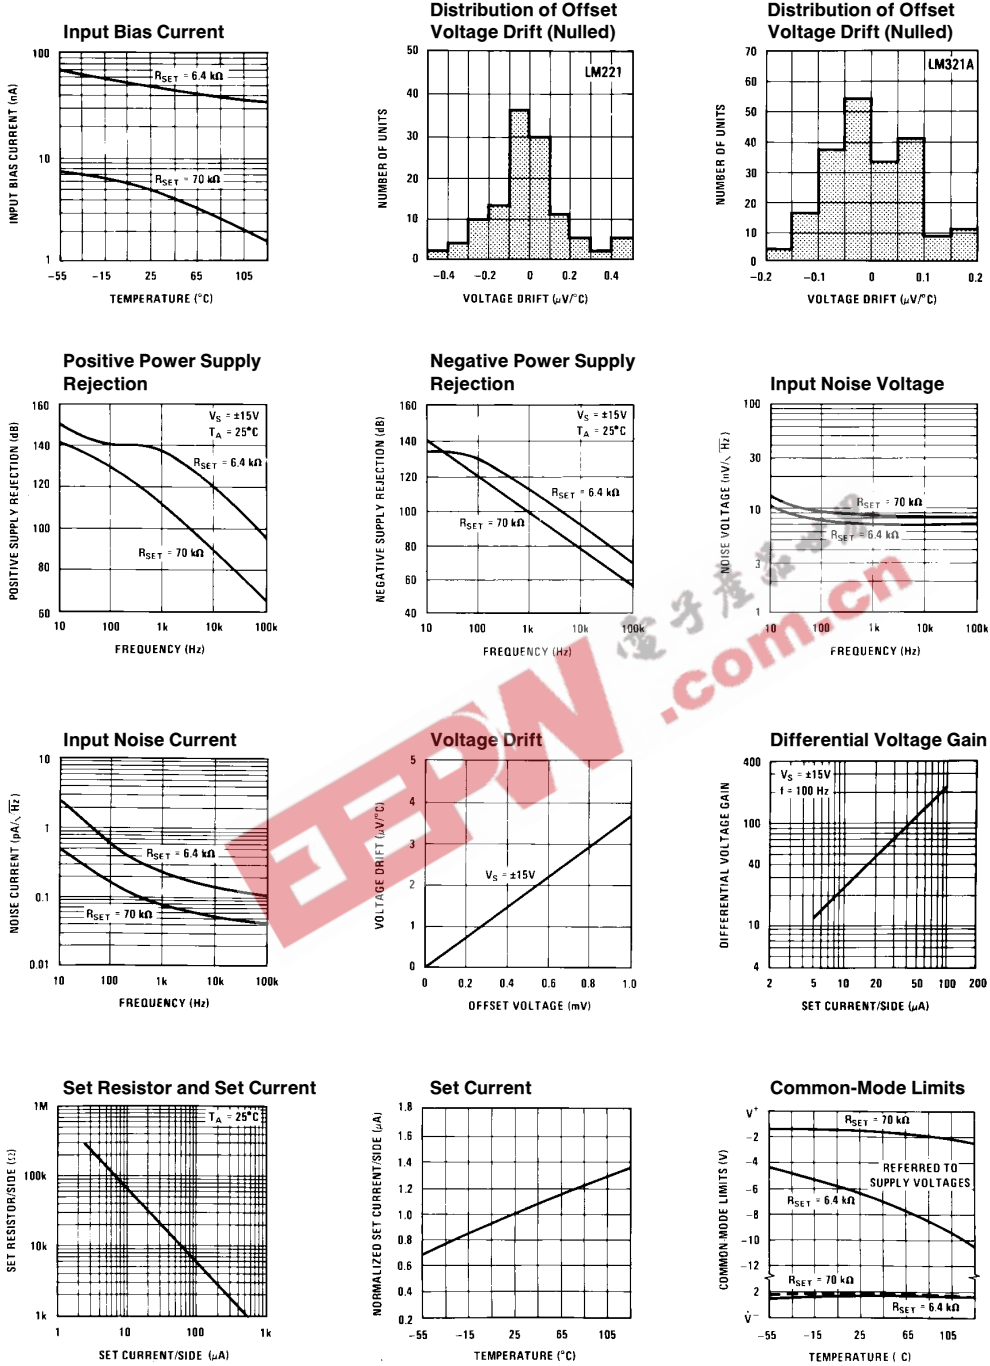 Input Bias Current
100
10
1
INPUT BIAS CURRENT (nA)
RSET = 6.4 kΩ
RSET = 70 kΩ
-55 -15 25 65 105
TEMPERATURE (°C)
Distribution of Offset
Voltage Drift (Nulled)
50
40
30
20
10
0
NUMBER OF UNITS
LM221
-0.4 -0.2 0 0.2 0.4
VOLTAGE DRIFT (μV/°C)
Distribution of Offset
Voltage Drift (Nulled)
70
60
50
40
30
20
10
0
NUMBER OF UNITS
LM321A
-0.2 -0.1 0 0.1 0.2
VOLTAGE DRIFT (μV/°C)
Positive Power Supply
Rejection
160
140
120
100
80
60
POSITIVE SUPPLY REJECTION (dB)
VS = ±15V
TA = 25°C
RSET = 6.4 kΩ
RSET = 70 kΩ
10 100 1k 10k 100k
FREQUENCY (Hz)
Negative Power Supply
Rejection
160
140
120
100
80
60
40
NEGATIVE SUPPLY REJECTION (dB)
VS = ±15V
TA = 25°C
RSET = 6.4 kΩ
RSET = 70 kΩ
10 100 1k 10k 100k
FREQUENCY (Hz)
Input Noise Voltage
100
30
10
3
1
NOISE VOLTAGE (nV/√Hz)
RSET = 70 kΩ
RSET = 6.4 kΩ
10 100 1k 10k 100k
FREQUENCY (Hz)
电子产品世界
EEPW
.com.cn
Input Noise Current
10
1
0.1
0.01
NOISE CURRENT (pA/√Hz)
RSET = 6.4 kΩ
RSET = 70 kΩ
10 100 1k 10k 100k
FREQUENCY (Hz)
Voltage Drift
5
4
3
2
1
0
VOLTAGE DRIFT (μV/°C)
VS = ±15V
0 0.2 0.4 0.6 0.8 1.0
OFFSET VOLTAGE (mV)
Differential Voltage Gain
400
100
40
10
4
DIFFERENTIAL VOLTAGE GAIN
VS = ±15V
f = 100 Hz
2 5 10 20 50 100 200
SET CURRENT/SIDE (μA)
Set Resistor and Set Current
1M
100k
10k
1k
SET RESISTOR/SIDE (Ω)
TA = 25°C
1 10 100 1k
SET CURRENT/SIDE (μA)
Set Current
1.8
1.6
1.4
1.2
1.0
0.8
0.6
0.4
0.2
NORMALIZED SET CURRENT/SIDE (μA)
-55 -15 25 65 105
TEMPERATURE (°C)
Common-Mode Limits
V+
-2
-4
-6
-8
-10
-12
2
V-
COMMON-MODE LIMITS (V)
RSET = 70 kΩ
REFERRED TO
SUPPLY VOLTAGES
RSET = 6.4 kΩ
RSET = 70 kΩ
RSET = 6.4 kΩ
-55 -15 25 65 105
TEMPERATURE ( C)